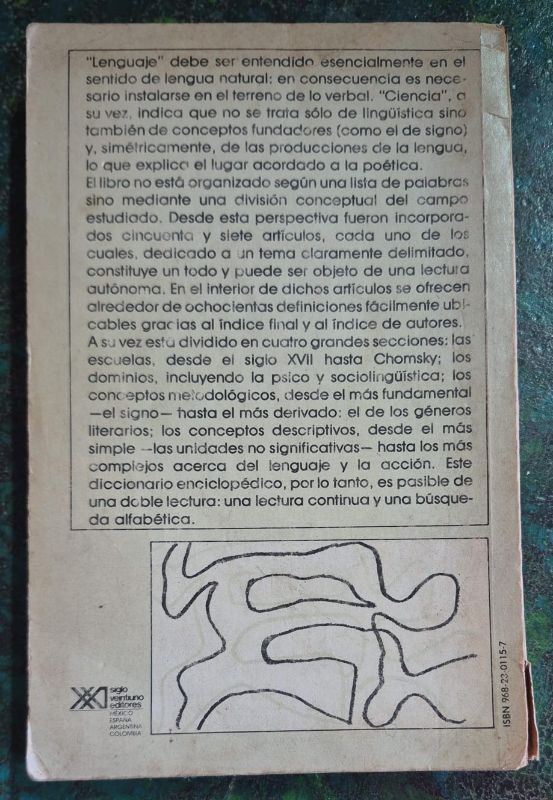 "Lenguaje" debe ser entendido esencialmente en el
sentido de lengua natural: en consecuencia es nece-
sario instalarse en el terreno de lo verbal. "Ciencia", a
su vez, indica que no se trata sólo de lingüística sino
también de conceptos fundadores (como el de signo)
y, simétricamente, de las producciones de la lengua,
lo que explica el lugar acordado a la poética.
El libro no está organizado según una lista de palabras
sino mediante una división conceptual del campo
estudiado. Desde esta perspectiva fueron incorpora-
dos cincuenta y siete artículos, cada uno de los
cuales, dedicado a un tema claramente delimitado,
constituye un todo y puede ser objeto de una lectura
autónoma. En el interior de dichos artículos se ofrecen
alrededor de ochocientas definiciones fácilmente ubi-
cables gracias al índice final y al índice de autores.
A su vez está dividido en cuatro grandes secciones: las
escuelas, desde el siglo XVII hasta Chomsky; los
dominios, incluyendo la psico y sociolingüística; los
conceptos metodológicos, desde el más fundamental
—el signo— hasta el más derivado: el de los géneros
literarios; los conceptos descriptivos, desde el más
simple —las unidades no significativas— hasta los más
complejos acerca del lenguaje y la acción. Este
diccionario enciclopédico, por lo tanto, es pasible de
una doble lectura: una lectura continua y una búsque-
da alfabética.
siglo
veintiuno
editores
MÉXICO
ESPAÑA
ARGENTINA
COLOMBIA
ISBN 968-23-0115-7